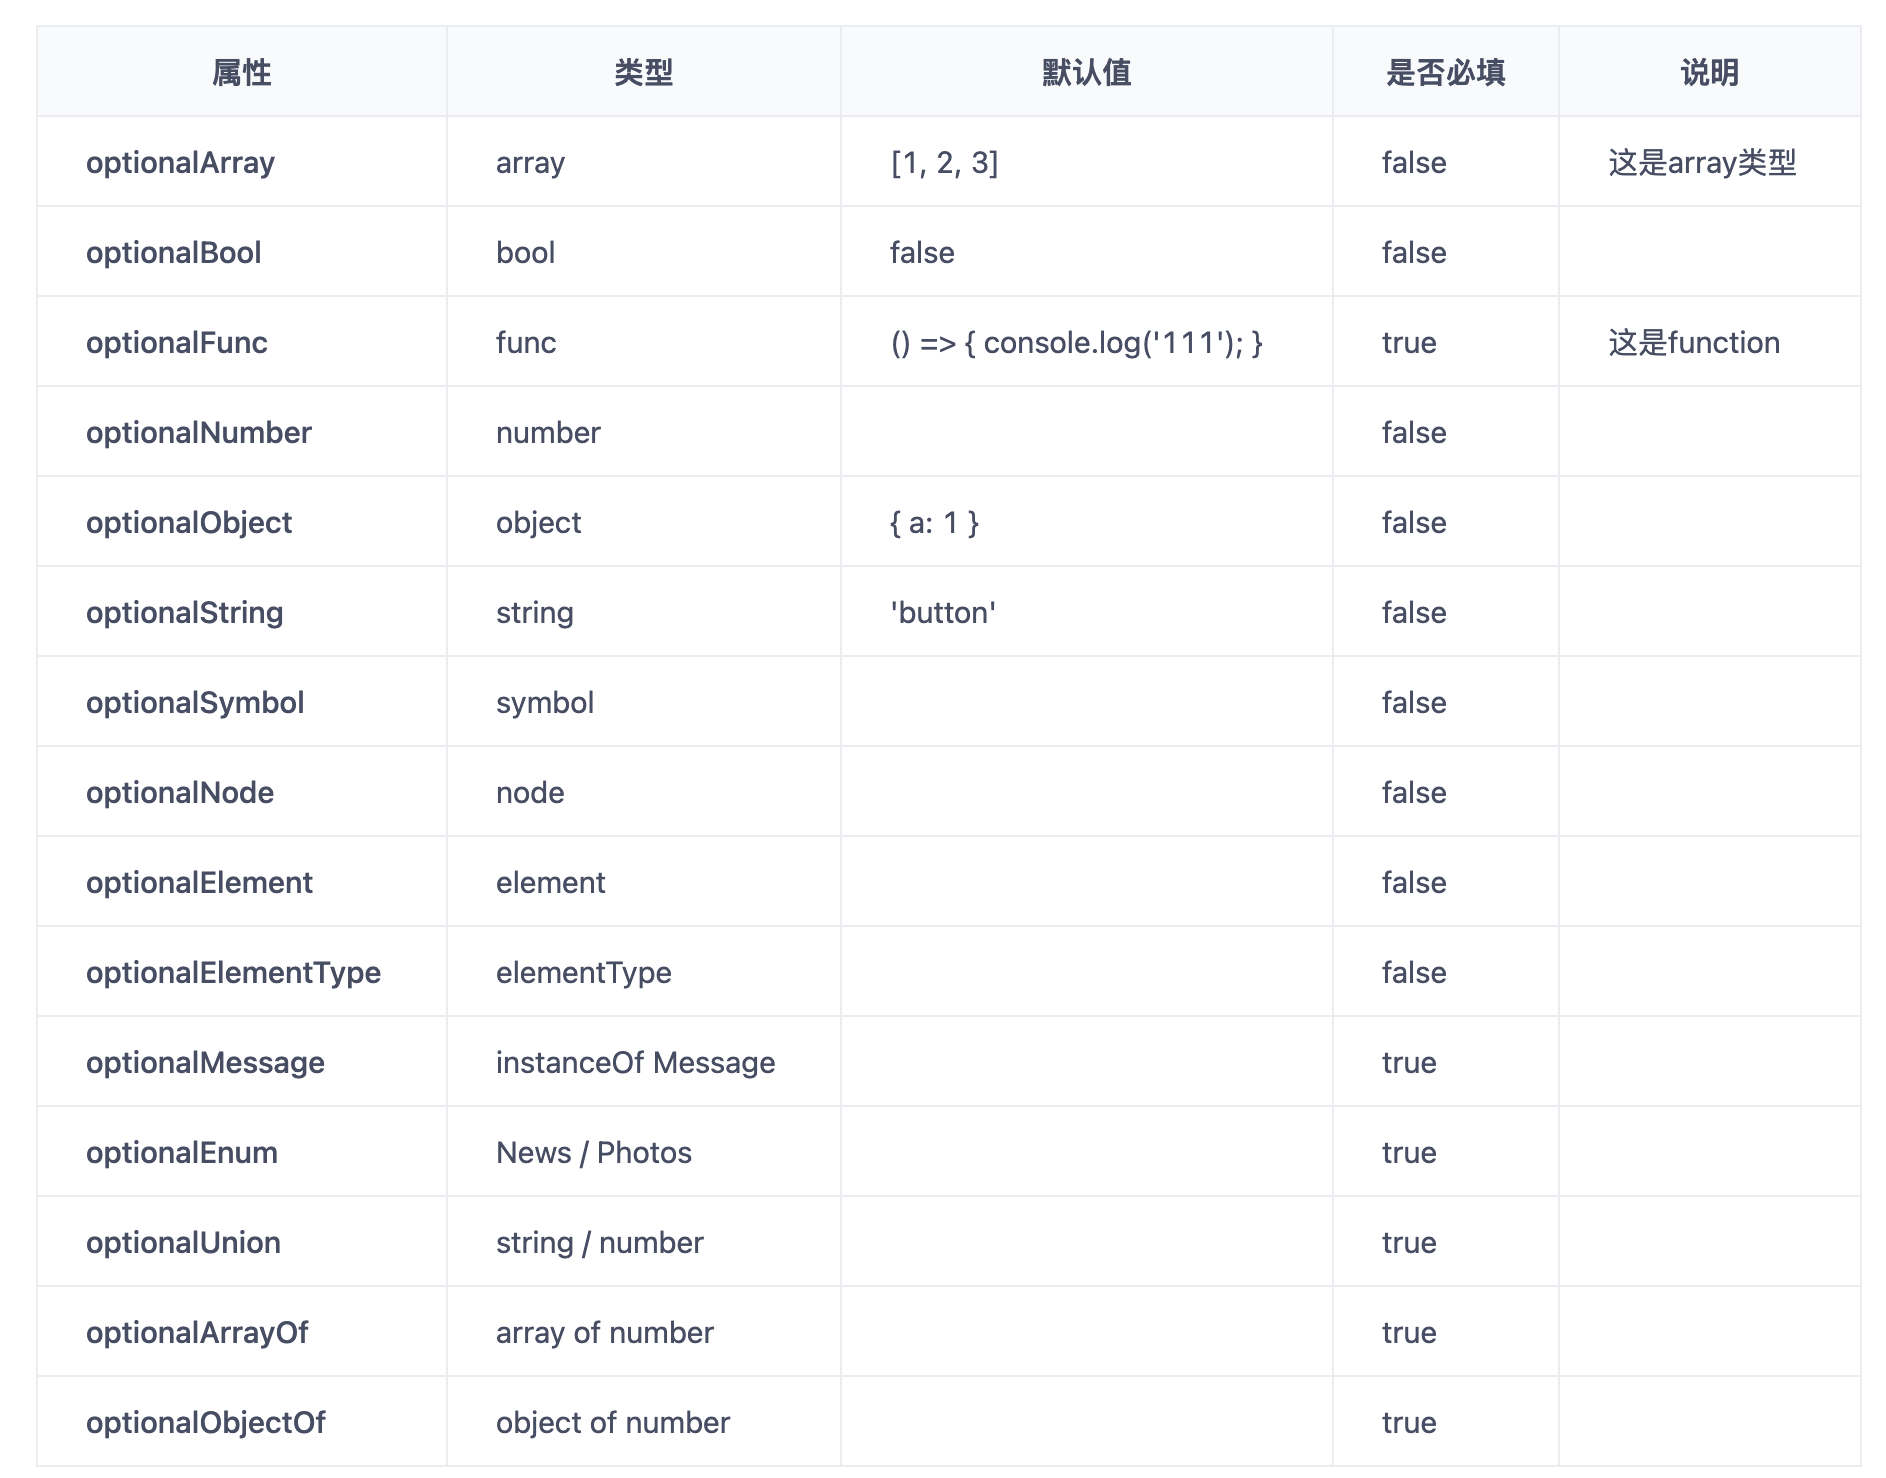 属性 类型 默认值 是否必填 说明
optionalArray array [1, 2, 3] false 这是array类型
optionalBool bool false false
optionalFunc func () => { console.log('111'); } true 这是function
optionalNumber number false
optionalObject object { a: 1 } false
optionalString string 'button' false
optionalSymbol symbol false
optionalNode node false
optionalElement element false
optionalElementType elementType false
optionalMessage instanceOf Message true
optionalEnum News / Photos true
optionalUnion string / number true
optionalArrayOf array of number true
optionalObjectOf object of number true